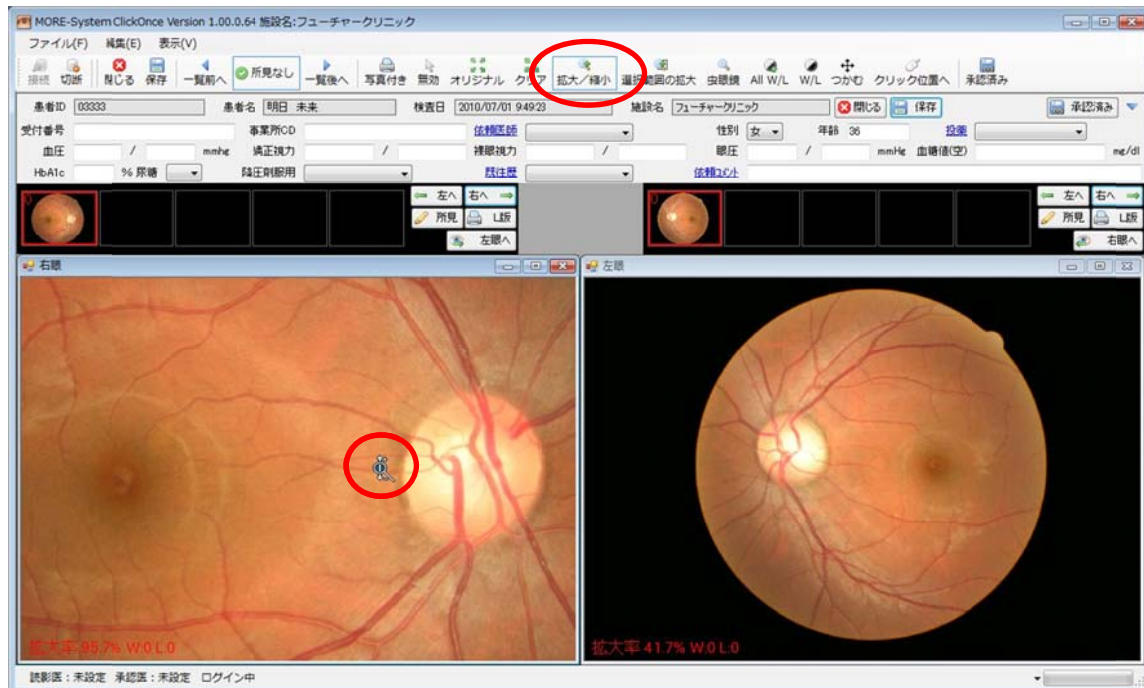 MORE-System ClickOnce Version 1.00.0.64 施設名:フューチャークリニック
ファイル(F) 編集(E) 表示(V)
接続 切断 閉じる 保存 一覧前へ 所見なし 一覧後へ 写真付き 無効 オリジナル クリア 拡大/縮小 選択範囲の拡大 虫眼鏡 All W/L W/L つかむ クリック位置へ 承認済み
患者ID 03333 患者名 明日 未来 検査日 2010/07/01 9:49:23 施設名 フューチャークリニック 閉じる 保存 承認済み
受付番号 事業所CD 依頼医師 性別 女 年齢 36 投薬
血圧 / mmhg 矯正視力 / 裸眼視力 / 眼圧 / mmHg 血糖値(空) mg/dl
HbA1c % 尿糖 降圧剤服用 既往歴 依頼コメント
左へ 右へ 左へ 右へ
所見 L版 所見 L版
左眼へ 右眼へ
右眼 左眼
拡大率 95.7% W:0 L:0 拡大率 41.7% W:0 L:0
読影医:未設定 承認医:未設定 ログイン中